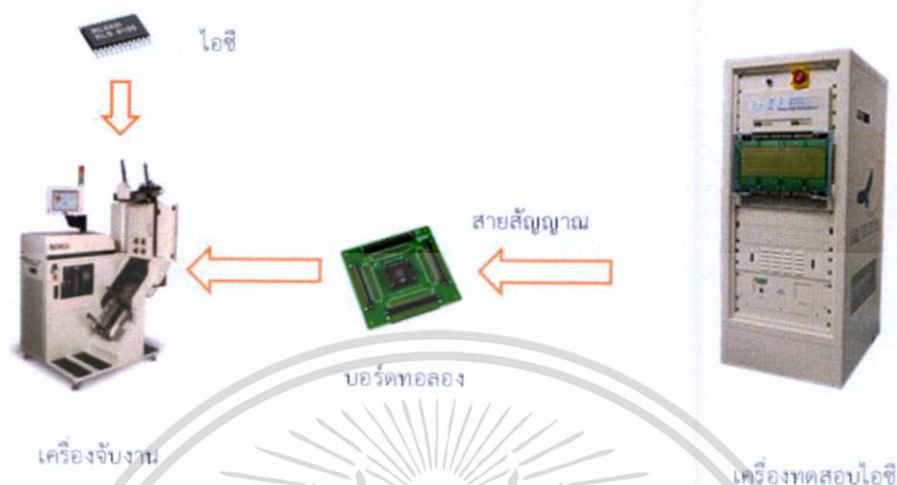 ไอซี
สายสัญญาณ
บอร์ดทอลอง
เครื่องจับงาน
เครื่องทดสอบไอซี